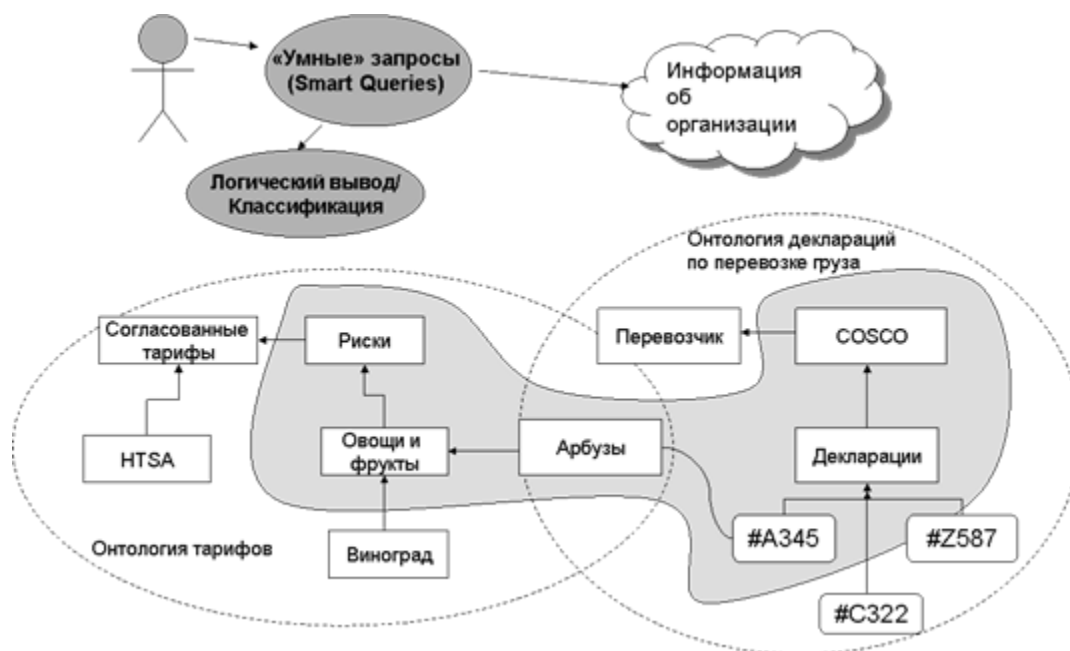 «Умные» запросы
(Smart Queries)
Информация
об
организации
Логический вывод/
Классификация
Онтология деклараций
по перевозке груза
Согласованные
тарифы
Риски
Перевозчик
COSCO
HTSA
Овощи и
фрукты
Арбузы
Декларации
Онтология тарифов
Виноград
#A345
#Z587
#C322